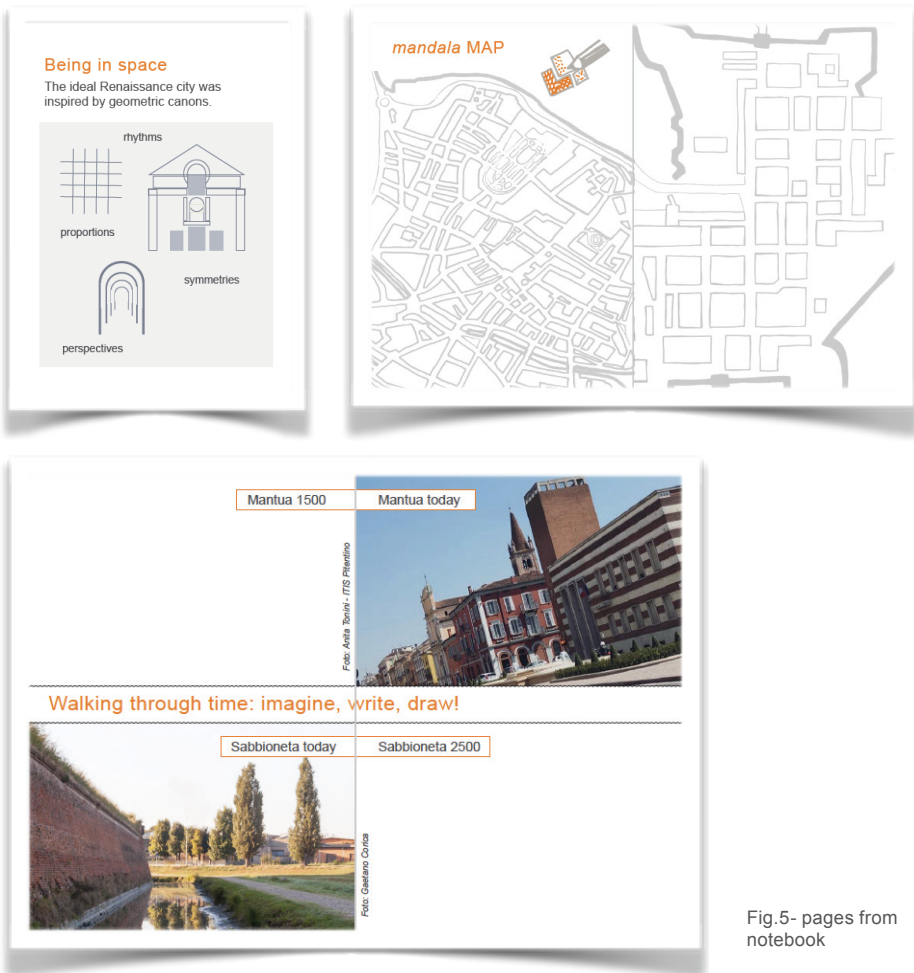 Being in space
The ideal Renaissance city was
inspired by geometric canons.
rhythms
proportions
symmetries
perspectives
mandala MAP
Mantua 1500
Mantua today
Foto: Anita Tonini - ITIS Pitentino
Walking through time: imagine, write, draw!
Sabbioneta today
Sabbioneta 2500
Foto: Gaetano Corica
Fig.5- pages from
notebook